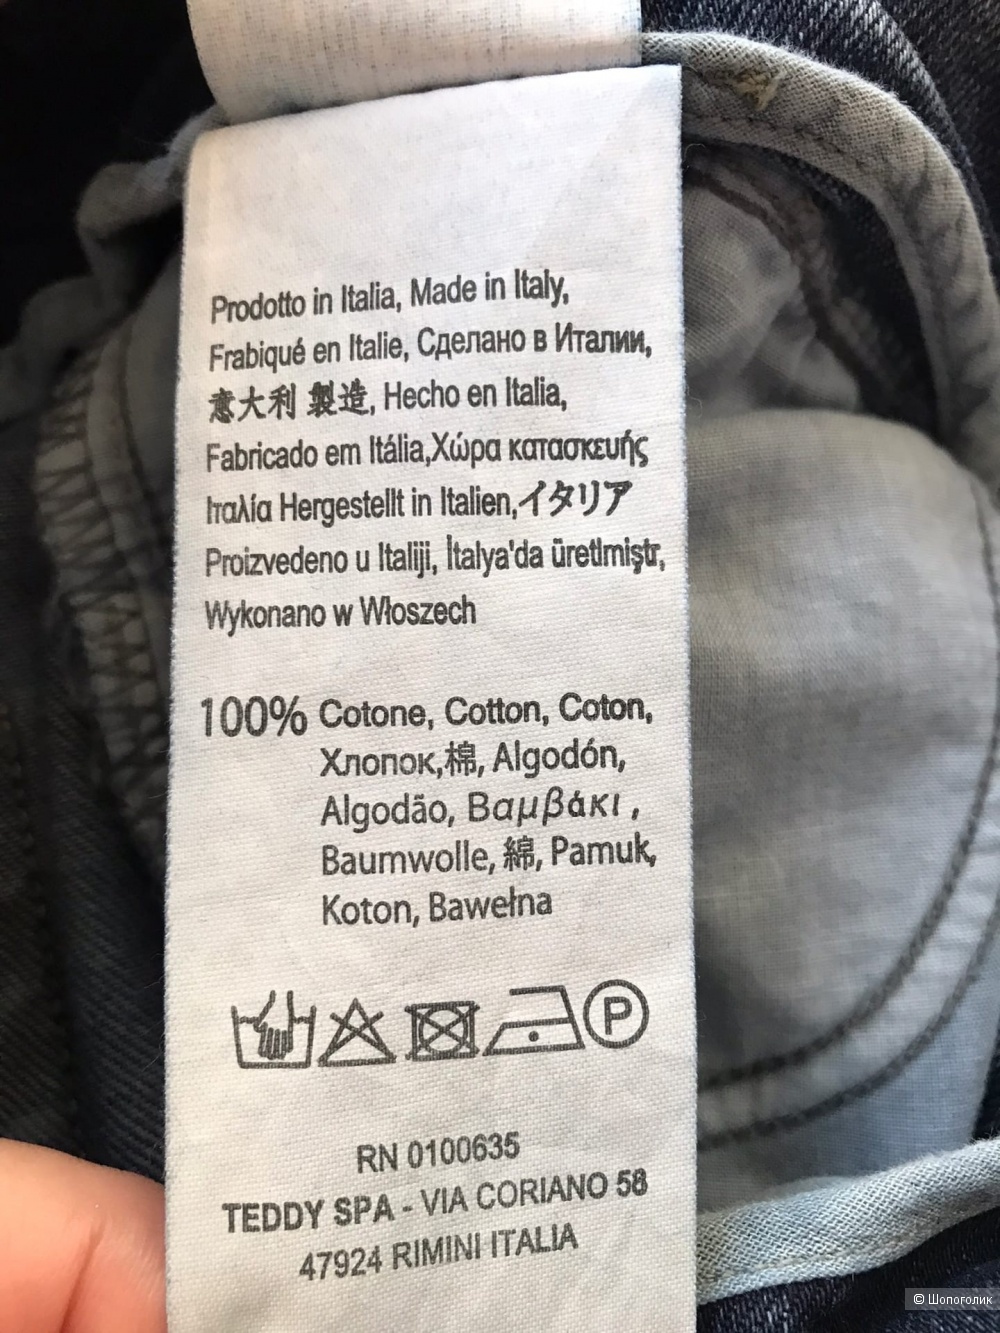 Prodotto in Italia, Made in Italy,
Frabiqué en Italie, Сделано в Италии,
意大利 製造, Hecho en Italia,
Fabricado em Itália,Χώρα κατασκευής
Ιταλία Hergestellt in Italien,イタリア
Proizvedeno u Italiji, İtalya'da üretlmiştr,
Wykonano w Włoszech
100% Cotone, Cotton, Coton,
Хлопок,棉, Algodón,
Algodão, Βαμβάκι ,
Baumwolle, 綿, Pamuk,
Koton, Bawełna
P
RN 0100635
TEDDY SPA - VIA CORIANO 58
47924 RIMINI ITALIA
© Шопоголик